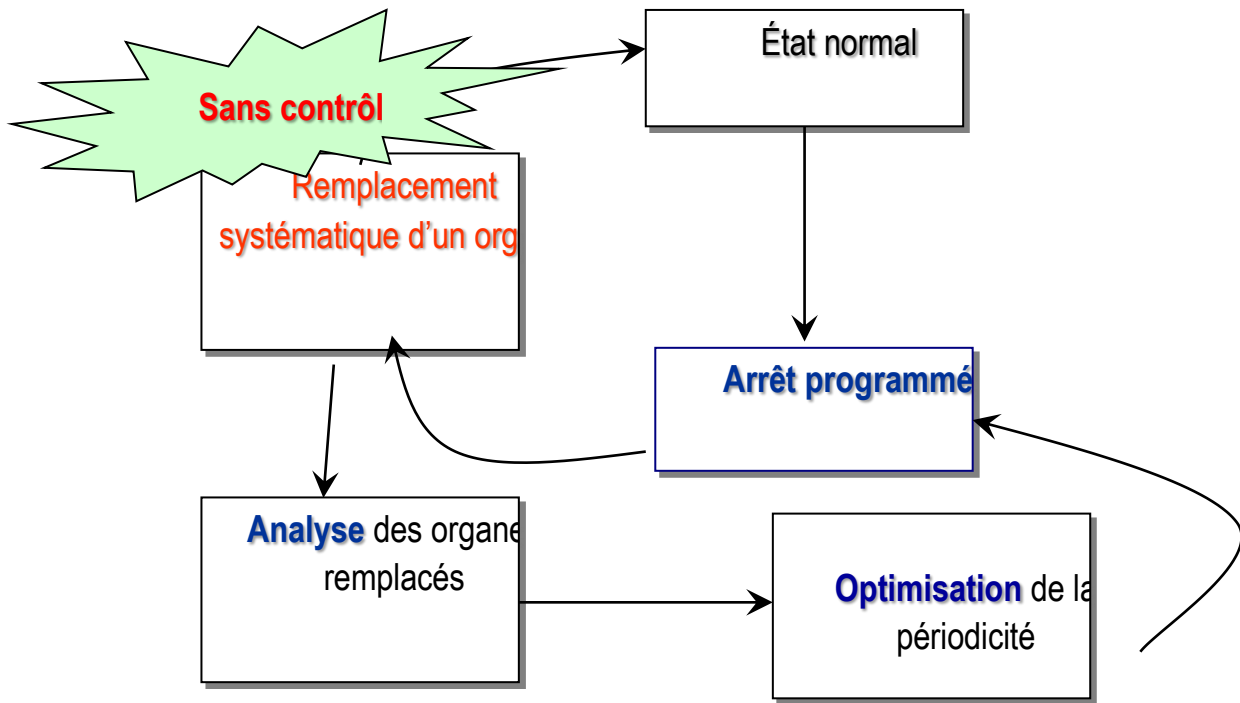 État normal
Sans contrôl
Remplacement
systématique d’un org
Arrêt programmé
Analyse des organe
remplacés
Optimisation de la
périodicité